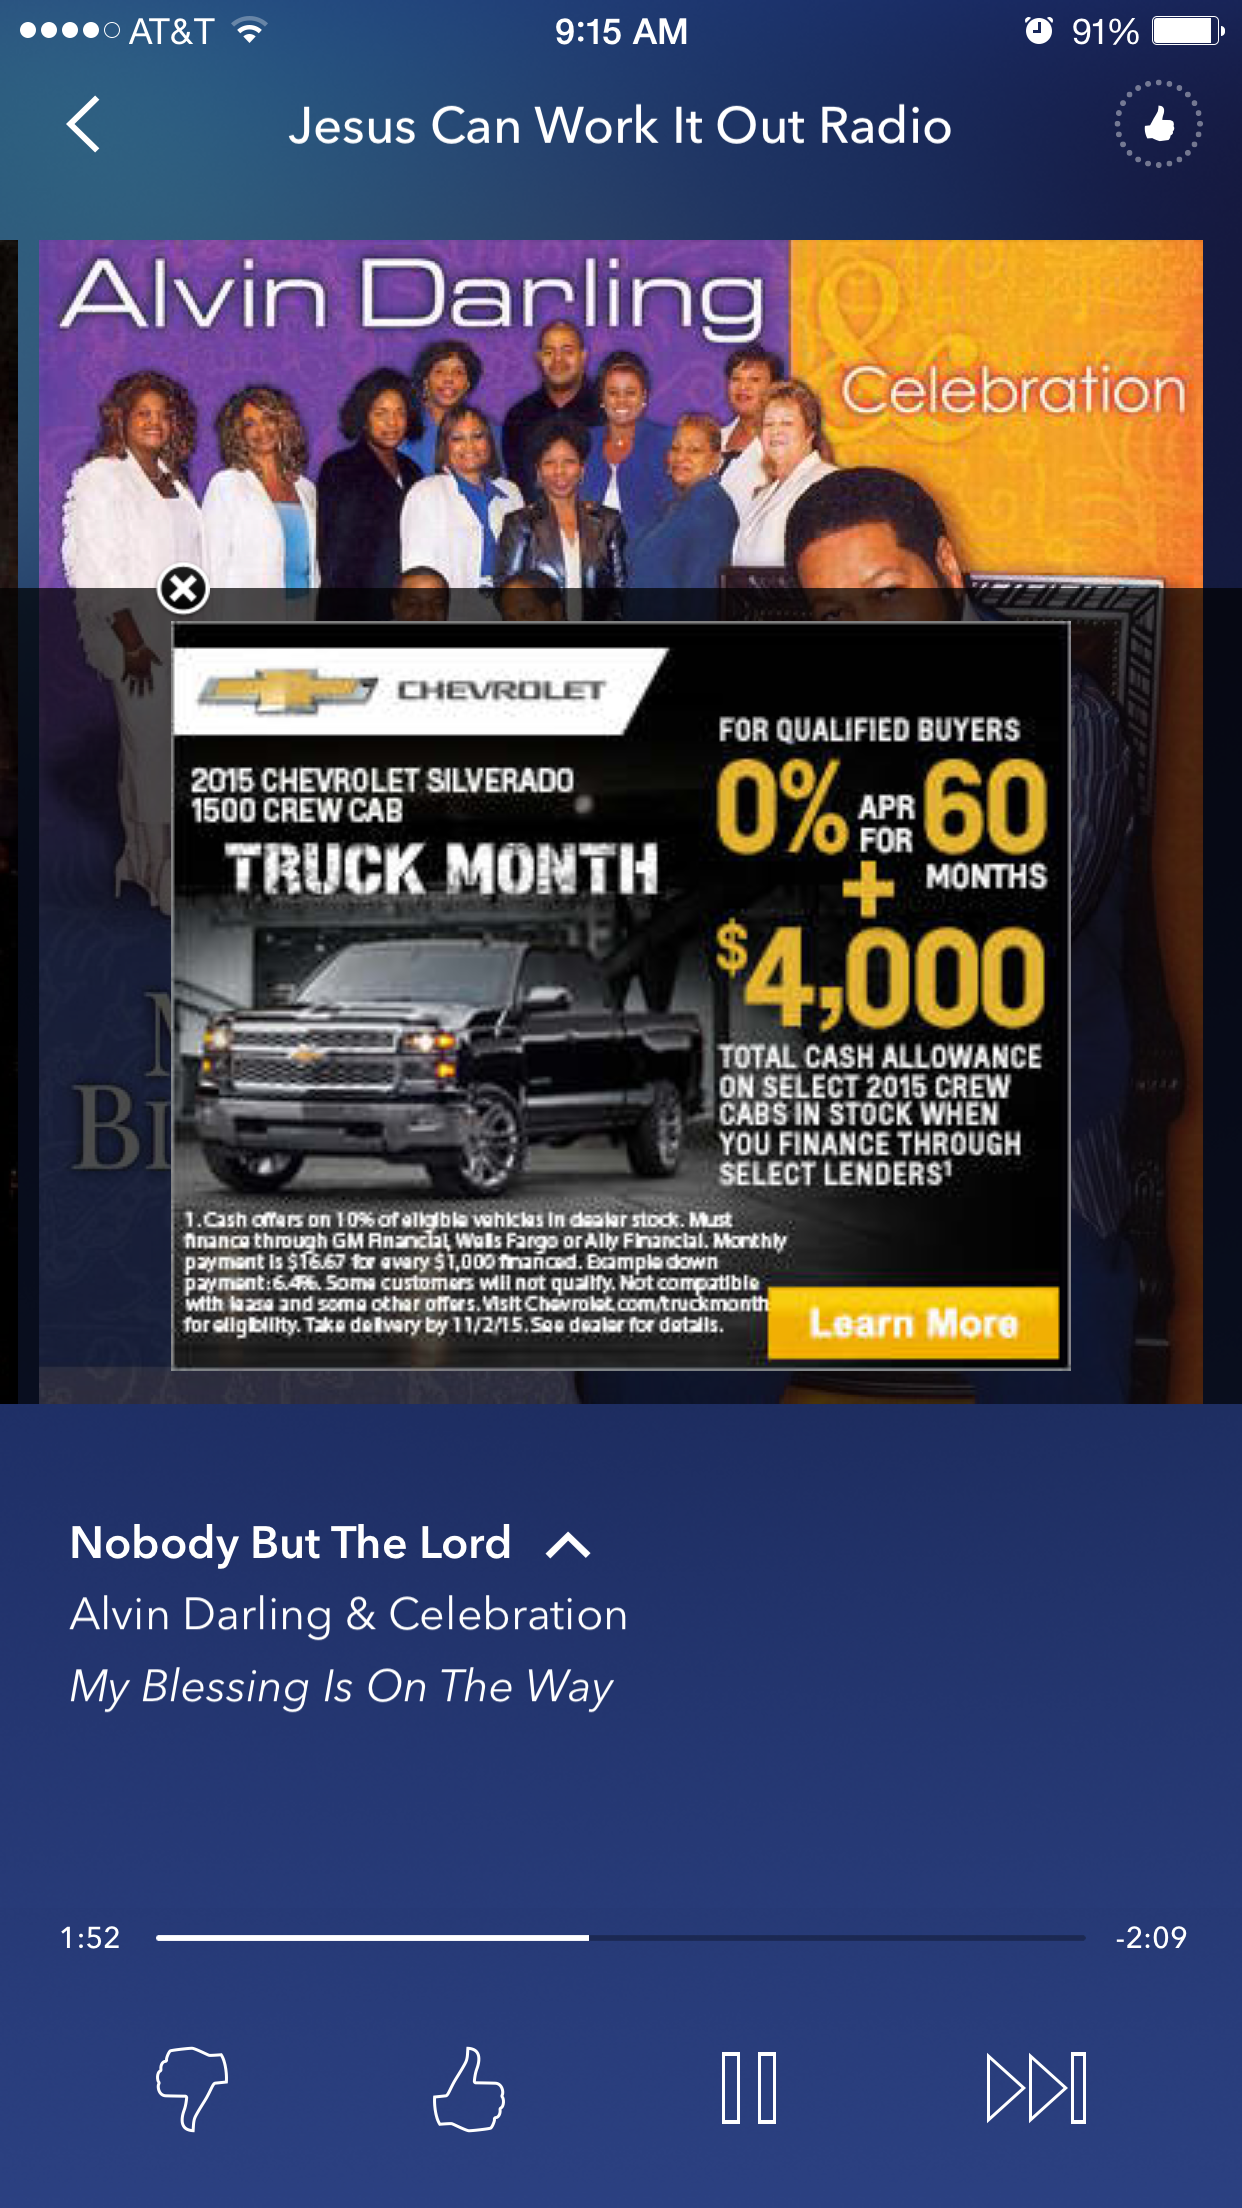 AT&T
9:15 AM
91%
Jesus Can Work It Out Radio
Alvin Darling
&
Celebration
CHEVROLET
2015 CHEVROLET SILVERADO
1500 CREW CAB
TRUCK MONTH
FOR QUALIFIED BUYERS
0% APR FOR 60
MONTHS
+
$4,000
TOTAL CASH ALLOWANCE
ON SELECT 2015 CREW
CABS IN STOCK WHEN
YOU FINANCE THROUGH
SELECT LENDERS¹
1. Cash offers on 10% of eligible vehicles in dealer stock. Must
finance through GM Financial, Wells Fargo or Ally Financial. Monthly
payment is $16.67 for every $1,000 financed. Example down
payment: 6.4%. Some customers will not qualify. Not compatible
with lease and some other offers. Visit Chevrolet.com/truckmonth
for eligibility. Take delivery by 11/2/15. See dealer for details.
Learn More
Nobody But The Lord
Alvin Darling & Celebration
My Blessing Is On The Way
1:52
-2:09